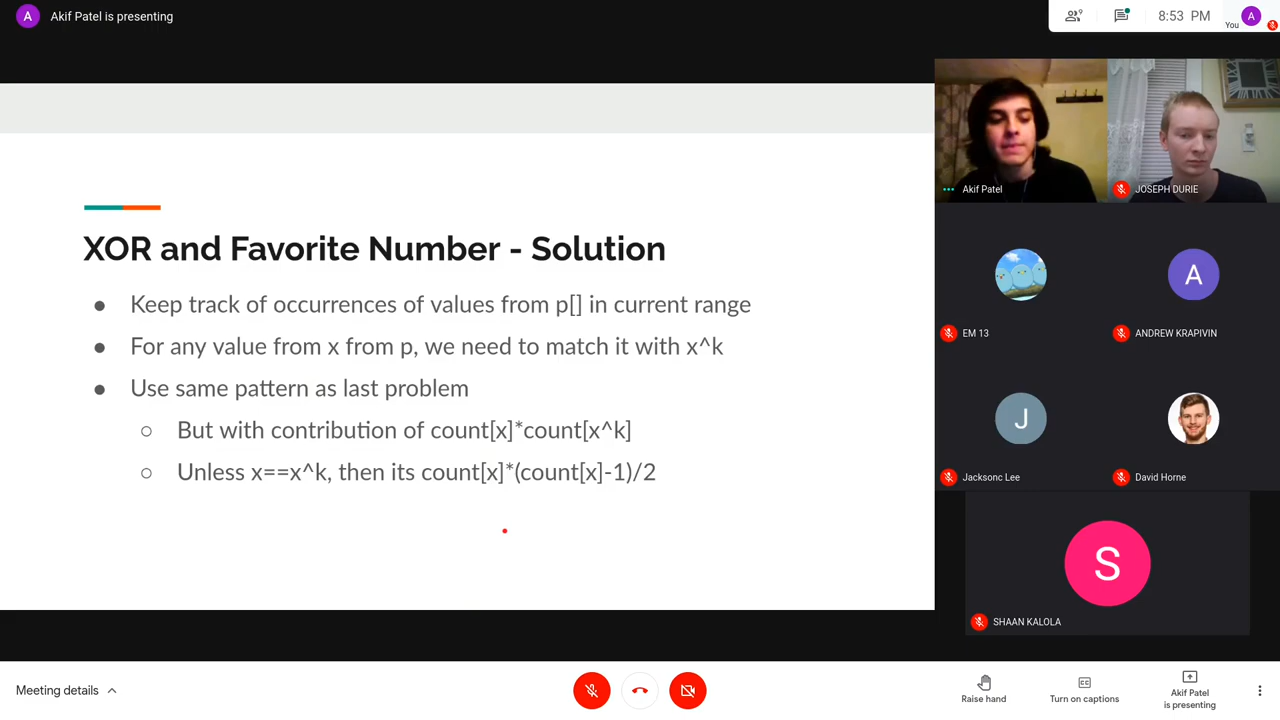 A
Akif Patel is presenting
9
8:53 PM
You
A
XOR and Favorite Number - Solution
● Keep track of occurrences of values from p[] in current range
● For any value from x from p, we need to match it with x^k
● Use same pattern as last problem
○ But with contribution of count[x]*count[x^k]
○ Unless x==x^k, then its count[x]*(count[x]-1)/2
Akif Patel
JOSEPH DURIE
EM 13
A
ANDREW KRAPIVIN
J
Jacksonc Lee
David Horne
S
SHAAN KALOLA
Meeting details
Raise hand
CC
Turn on captions
Akif Patel
is presenting